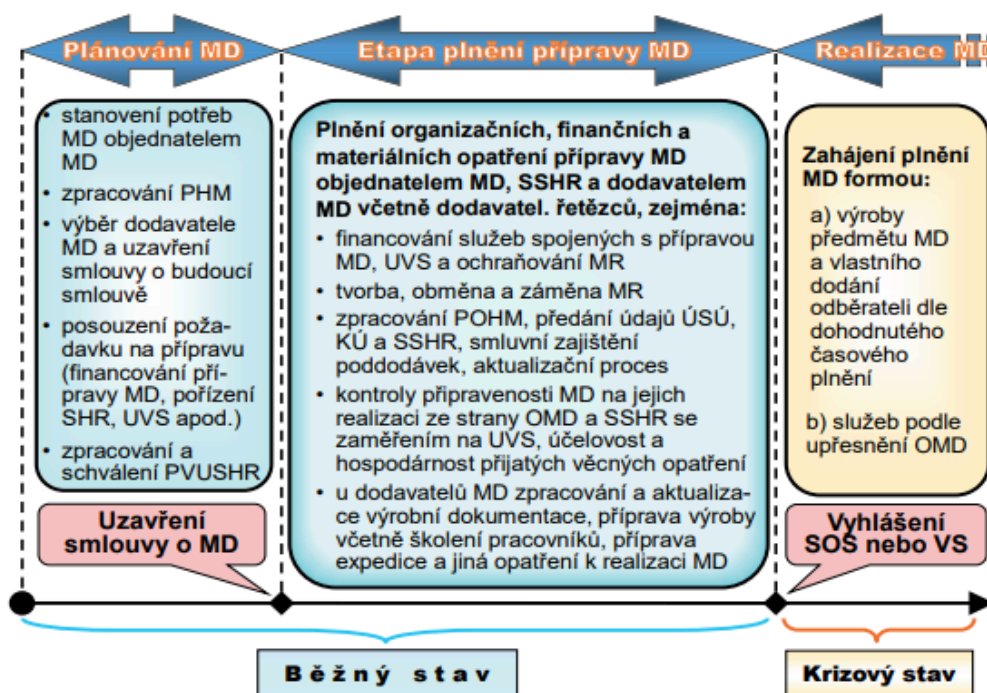 Plánování MD
Etapa plnění přípravy MD
Realizace MD
• stanovení potřeb
MD objednatelem
MD
• zpracování PHM
• výběr dodavatele
MD a uzavření
smlouvy o budoucí
smlouvě
• posouzení poža-
davku na přípravu
(financování pří-
pravy MD, pořízení
SHR, UVS apod.)
• zpracování a
schválení PVUSHR
Plnění organizačních, finančních a
materiálních opatření přípravy MD
objednatelem MD, SSHR a dodavatelem
MD včetně dodavatel. řetězců, zejména:
• financování služeb spojených s přípravou
MD, UVS a ochraňování MR
• tvorba, obměna a záměna MR
• zpracování POHM, předání údajů ÚSÚ,
KÚ a SSHR, smluvní zajištění
poddodávek, aktualizační proces
• kontroly připravenosti MD na jejich
realizaci ze strany OMD a SSHR se
zaměřením na UVS, účelovost a
hospodárnost přijatých věcných opatření
• u dodavatelů MD zpracování a aktualiza-
ce výrobní dokumentace, příprava výroby
včetně školení pracovníků, příprava
expedice a jiná opatření k realizaci MD
Zahájení plnění
MD formou:
a) výroby
předmětu MD
a vlastního
dodání
odběrateli dle
dohodnutého
časového
plnění
b) služeb podle
upřesnění OMD
Uzavření
smlouvy o MD
Vyhlášení
SOS nebo VS
Běžný stav
Krizový stav